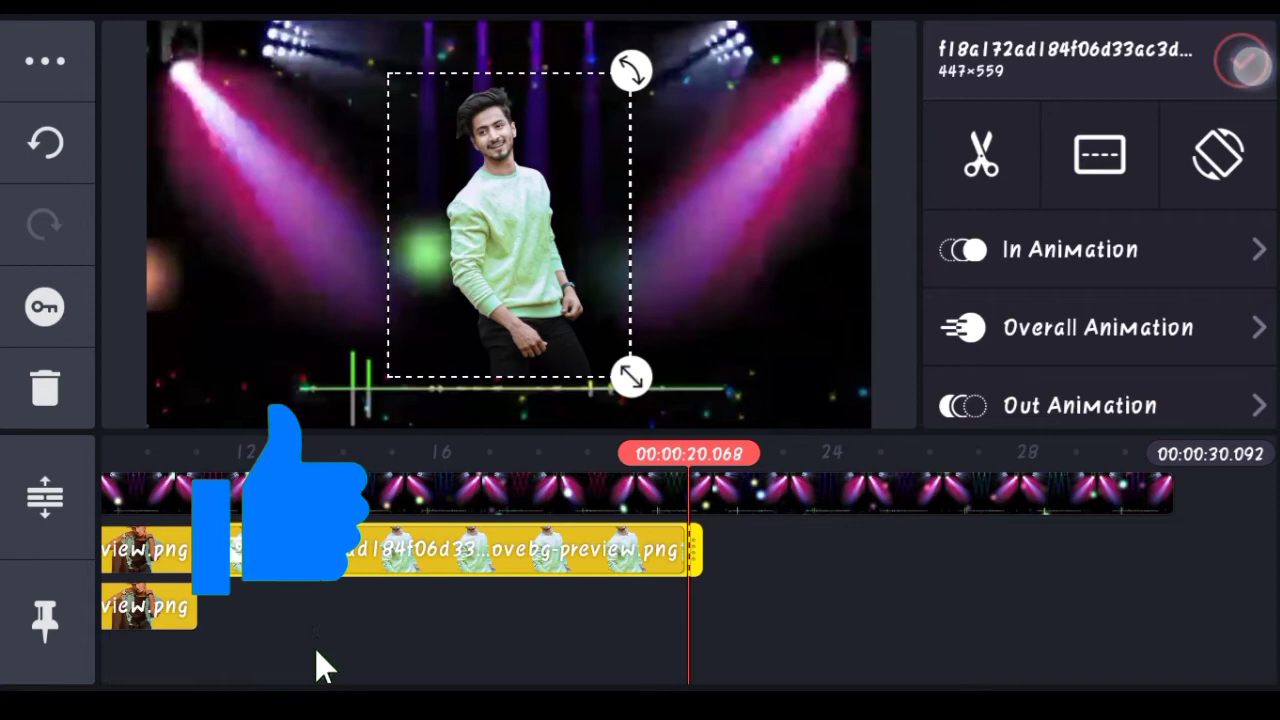 f18a172ad184f06d33ac3d...
447×559
In Animation
Overall Animation
Out Animation
12
16
00:00:20.068
24
28
00:00:30.092
view.png
ad184f06d33...ovebg-preview.png
view.png